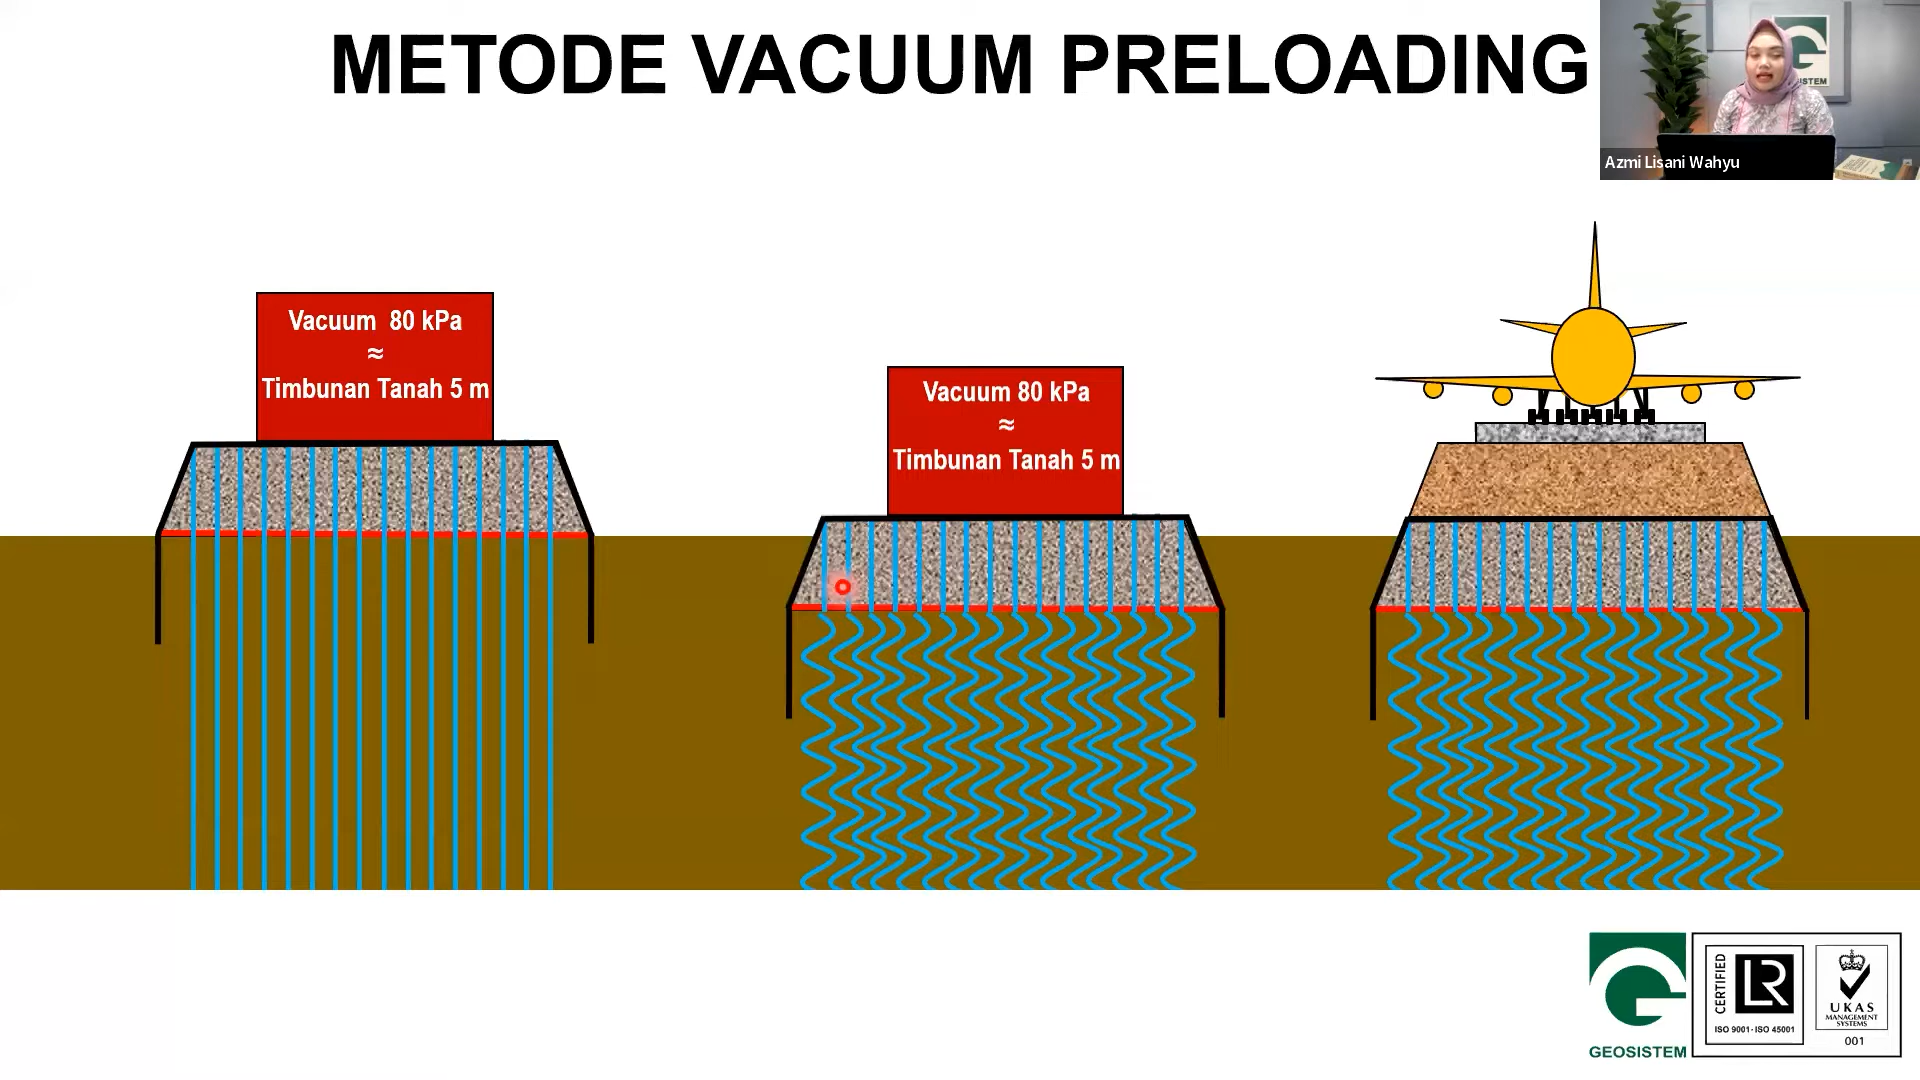 METODE VACUUM PRELOADING
ISTEM
Azmi Lisani Wahyu
Vacuum 80 kPa
≈
Timbunan Tanah 5 m
Vacuum 80 kPa
≈
Timbunan Tanah 5 m
GEOSISTEM
CERTIFIED
LR
ISO 9001 · ISO 45001
UKAS
MANAGEMENT
SYSTEMS
001